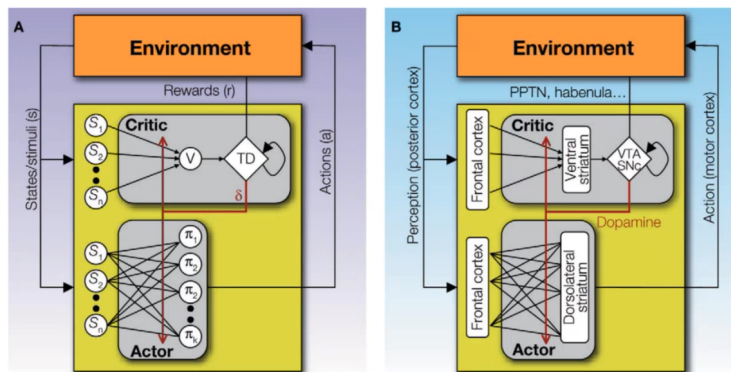 A
Environment
Rewards (r)
States/stimuli (s)
Actions (a)
Critic
S1
S2
Sn
V
TD
δ
S1
S2
Sn
π1
π2
π2
πk
Actor
B
Environment
PPTN, habenula...
Perception (posterior cortex)
Action (motor cortex)
Critic
Frontal cortex
Ventral
striatum
VTA
SNc
Dopamine
Frontal cortex
Dorsolateral
striatum
Actor